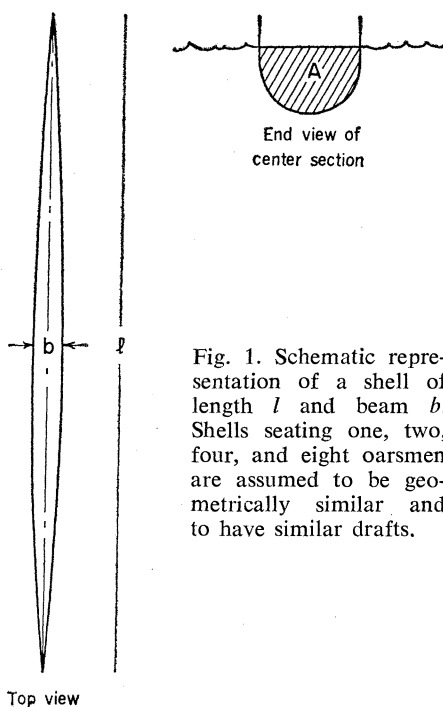 A
End view of
center section
b
ℓ
Fig. 1. Schematic repre-
sentation of a shell of
length l and beam b.
Shells seating one, two,
four, and eight oarsmen
are assumed to be geo-
metrically similar and
to have similar drafts.
Top view